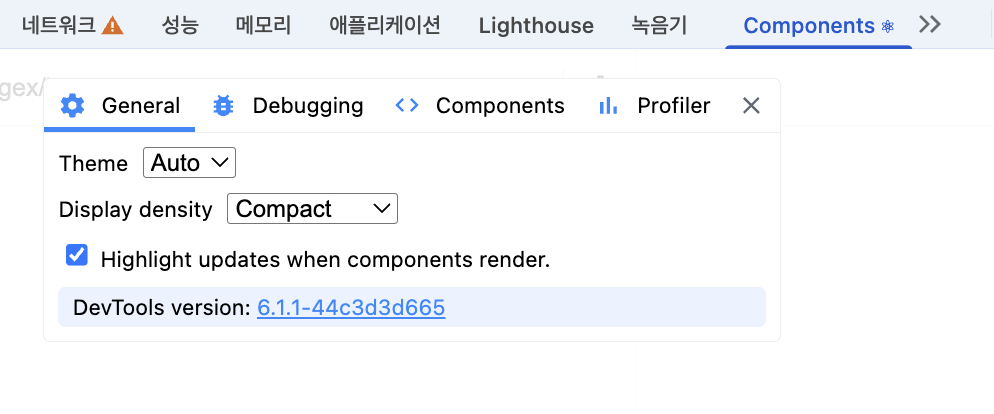 네트워크 성능 메모리 애플리케이션 Lighthouse 녹음기 Components
gex/
General Debugging Components Profiler
Theme Auto
Display density Compact
Highlight updates when components render.
DevTools version: 6.1.1-44c3d3d665